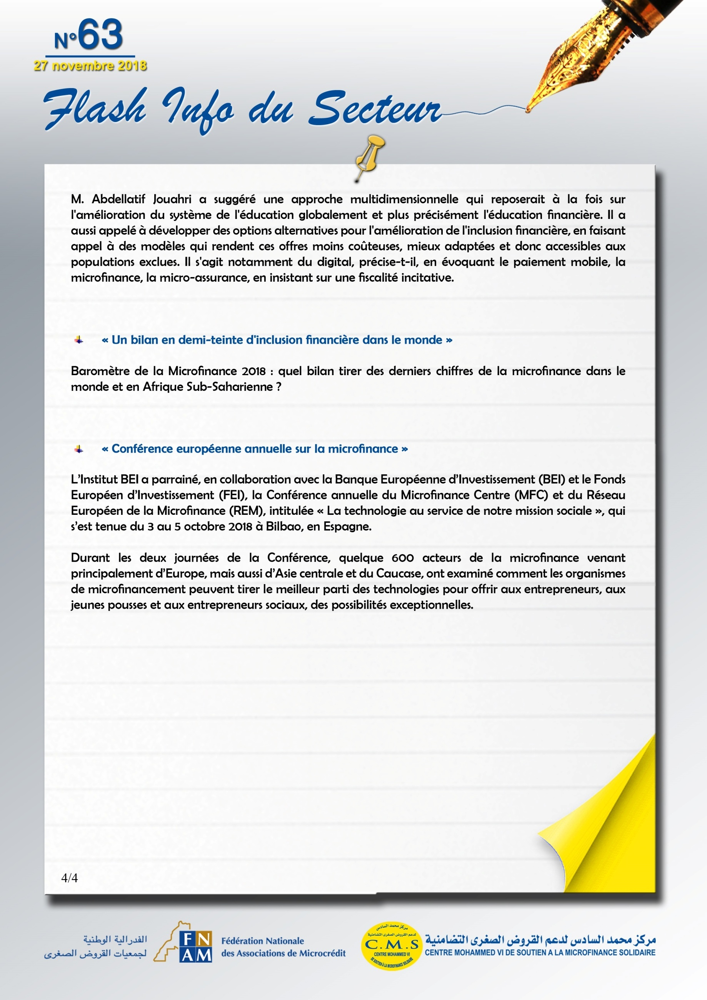 N°63
27 novembre 2018
Flash Info du Secteur
M. Abdellatif Jouahri a suggéré une approche multidimensionnelle qui reposerait à la fois sur
l'amélioration du système de l'éducation globalement et plus précisément l'éducation financière. Il a
aussi appelé à développer des options alternatives pour l'amélioration de l'inclusion financière, en faisant
appel à des modèles qui rendent ces offres moins coûteuses, mieux adaptées et donc accessibles aux
populations exclues. Il s'agit notamment du digital, précise-t-il, en évoquant le paiement mobile, la
microfinance, la micro-assurance, en insistant sur une fiscalité incitative.
« Un bilan en demi-teinte d'inclusion financière dans le monde »
Baromètre de la Microfinance 2018 : quel bilan tirer des derniers chiffres de la microfinance dans le
monde et en Afrique Sub-Saharienne ?
« Conférence européenne annuelle sur la microfinance »
L’Institut BEI a parrainé, en collaboration avec la Banque Européenne d’Investissement (BEI) et le Fonds
Européen d’Investissement (FEI), la Conférence annuelle du Microfinance Centre (MFC) et du Réseau
Européen de la Microfinance (REM), intitulée « La technologie au service de notre mission sociale », qui
s’est tenue du 3 au 5 octobre 2018 à Bilbao, en Espagne.
Durant les deux journées de la Conférence, quelque 600 acteurs de la microfinance venant
principalement d’Europe, mais aussi d’Asie centrale et du Caucase, ont examiné comment les organismes
de microfinancement peuvent tirer le meilleur parti des technologies pour offrir aux entrepreneurs, aux
jeunes pousses et aux entrepreneurs sociaux, des possibilités exceptionnelles.
4/4
الفدرالية الوطنية
لجمعيات القروض الصغرى
FN
AM
Fédération Nationale
des Associations de Microcrédit
مركز محمد السادس
لدعم القروض الصغرى التضامنية
C.M.S
CENTRE MOHAMMED VI
DE SOUTIEN À LA MICROFINANCE SOLIDAIRE
مركز محمد السادس لدعم القروض الصغرى التضامنية
CENTRE MOHAMMED VI DE SOUTIEN A LA MICROFINANCE SOLIDAIRE